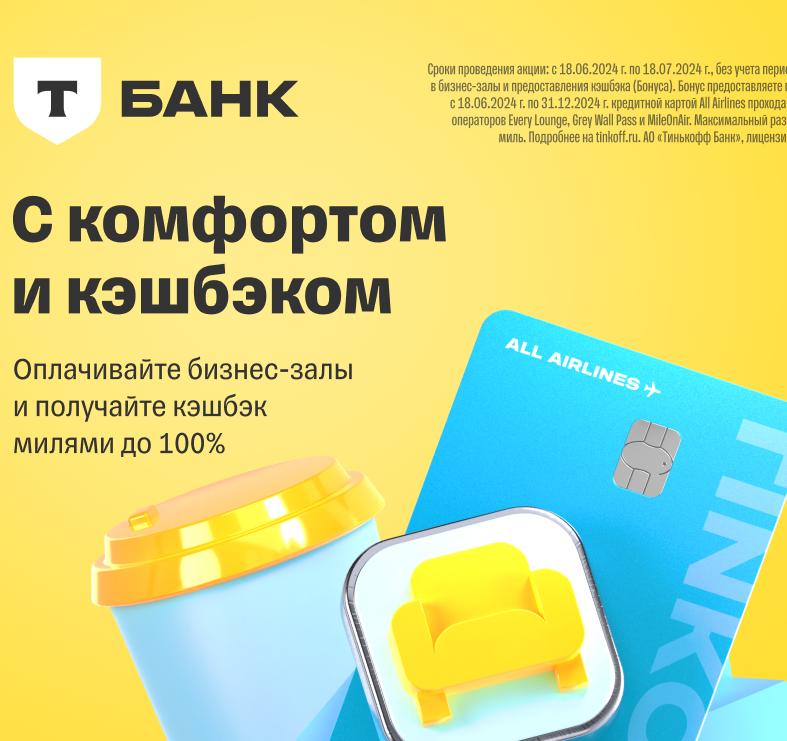 Т БАНК
Сроки проведения акции: с 18.06.2024 г. по 18.07.2024 г., без учета
в бизнес-залы и предоставления кэшбэка (Бонуса). Бонус предоставляете
с 18.06.2024 г. по 31.12.2024 г. кредитной картой All Airlines прохода
операторов Every Lounge, Grey Wall Pass и MileOnAir. Максимальный раз
миль. Подробнее на tinkoff.ru. АО «Тинькофф Банк», лицензи
С комфортом
и кэшбэком
Оплачивайте бизнес-залы
и получайте кэшбэк
милями до 100%
ALL AIRLINES
TINKO